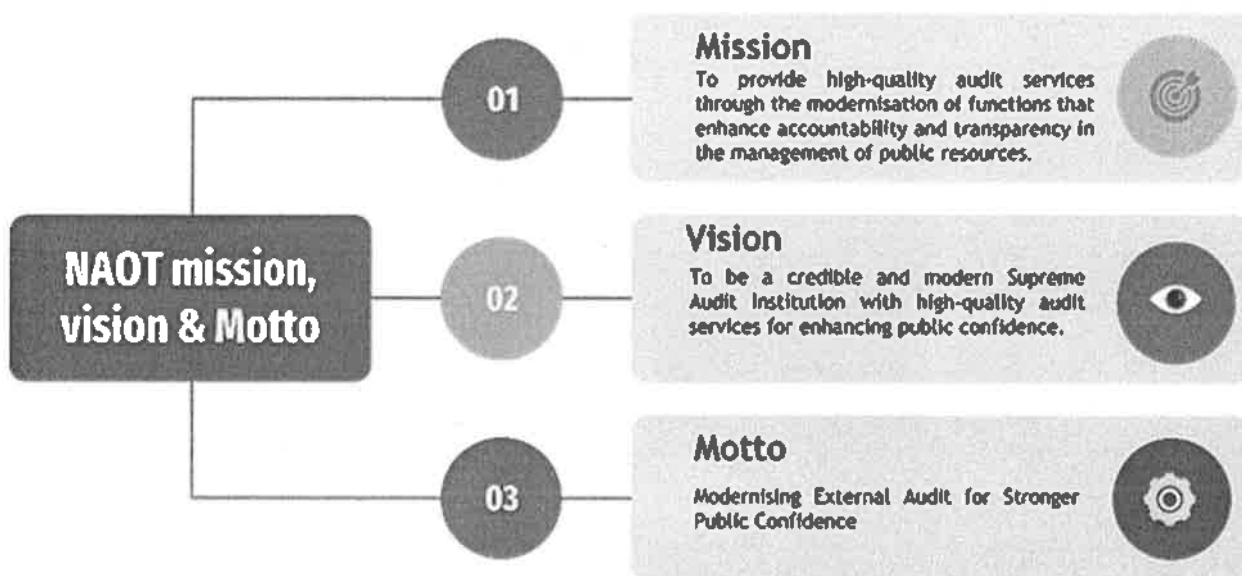 NAOT mission,
vision & Motto
01
Mission
To provide high-quality audit services
through the modernisation of functions that
enhance accountability and transparency in
the management of public resources.
02
Vision
To be a credible and modern Supreme
Audit Institution with high-quality audit
services for enhancing public confidence.
03
Motto
Modernising External Audit for Stronger
Public Confidence